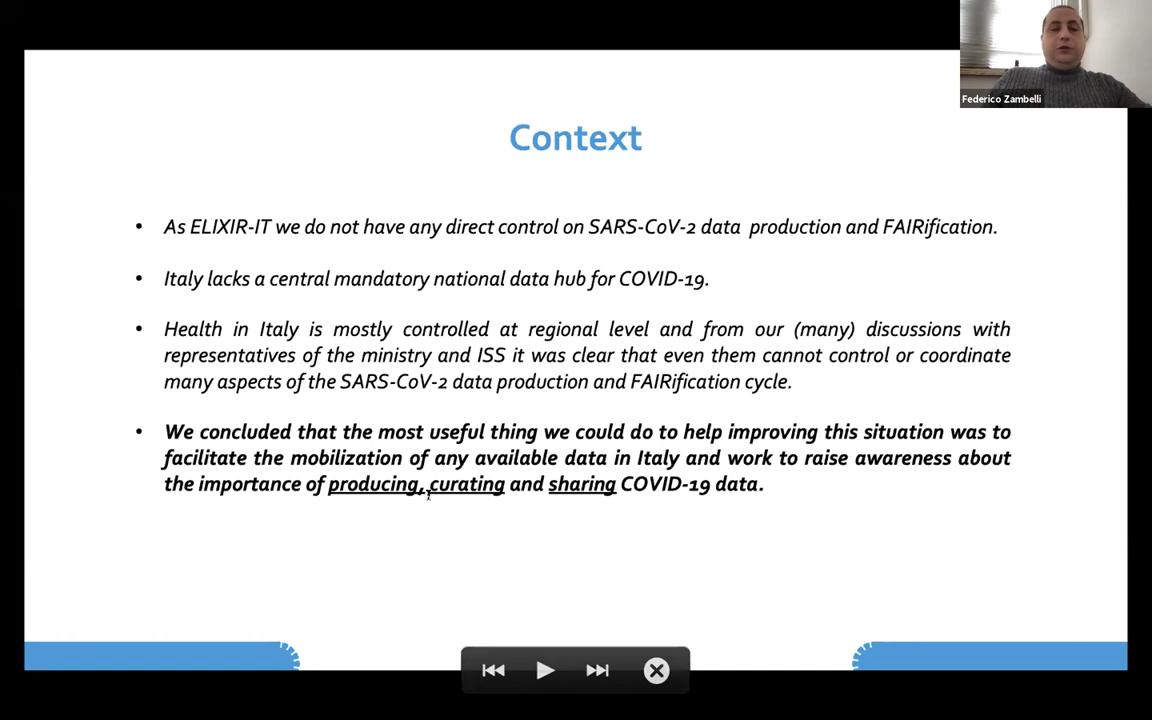 Federico Zambelli
Context
• As ELIXIR-IT we do not have any direct control on SARS-CoV-2 data production and FAIRification.
• Italy lacks a central mandatory national data hub for COVID-19.
• Health in Italy is mostly controlled at regional level and from our (many) discussions with
representatives of the ministry and ISS it was clear that even them cannot control or coordinate
many aspects of the SARS-CoV-2 data production and FAIRification cycle.
• We concluded that the most useful thing we could do to help improving this situation was to
facilitate the mobilization of any available data in Italy and work to raise awareness about
the importance of producing, curating and sharing COVID-19 data.